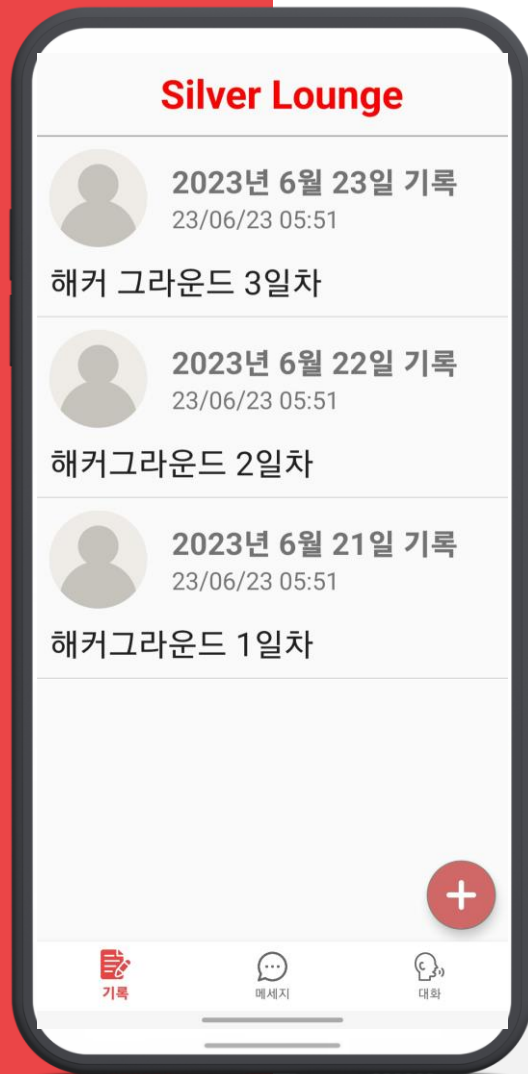 Silver Lounge
2023년 6월 23일 기록
23/06/23 05:51
해커 그라운드 3일차
2023년 6월 22일 기록
23/06/23 05:51
해커그라운드 2일차
2023년 6월 21일 기록
23/06/23 05:51
해커그라운드 1일차
기록
메세지
대화